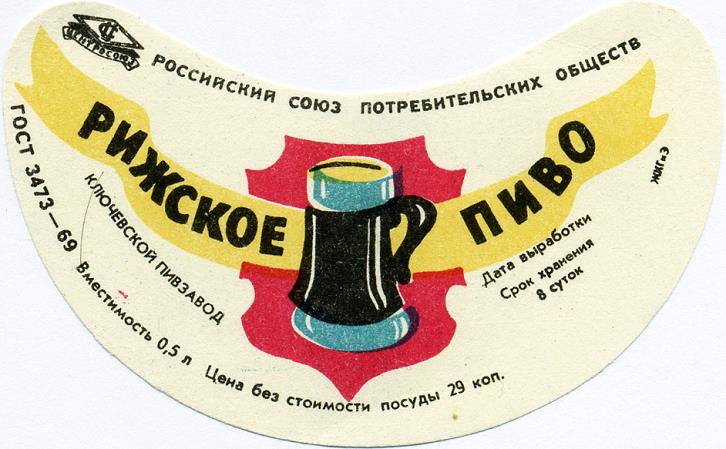 ЦЕНТРОСОЮЗ
РОССИЙСКИЙ СОЮЗ ПОТРЕБИТЕЛЬСКИХ ОБЩЕСТВ
РИЖСКОЕ ПИВО
КЛЮЧЕВСКОЙ ПИВЗАВОД
Дата выработки
Срок хранения
8 суток
ГОСТ 3473—69 Вместимость 0,5 л Цена без стоимости посуды 29 коп.